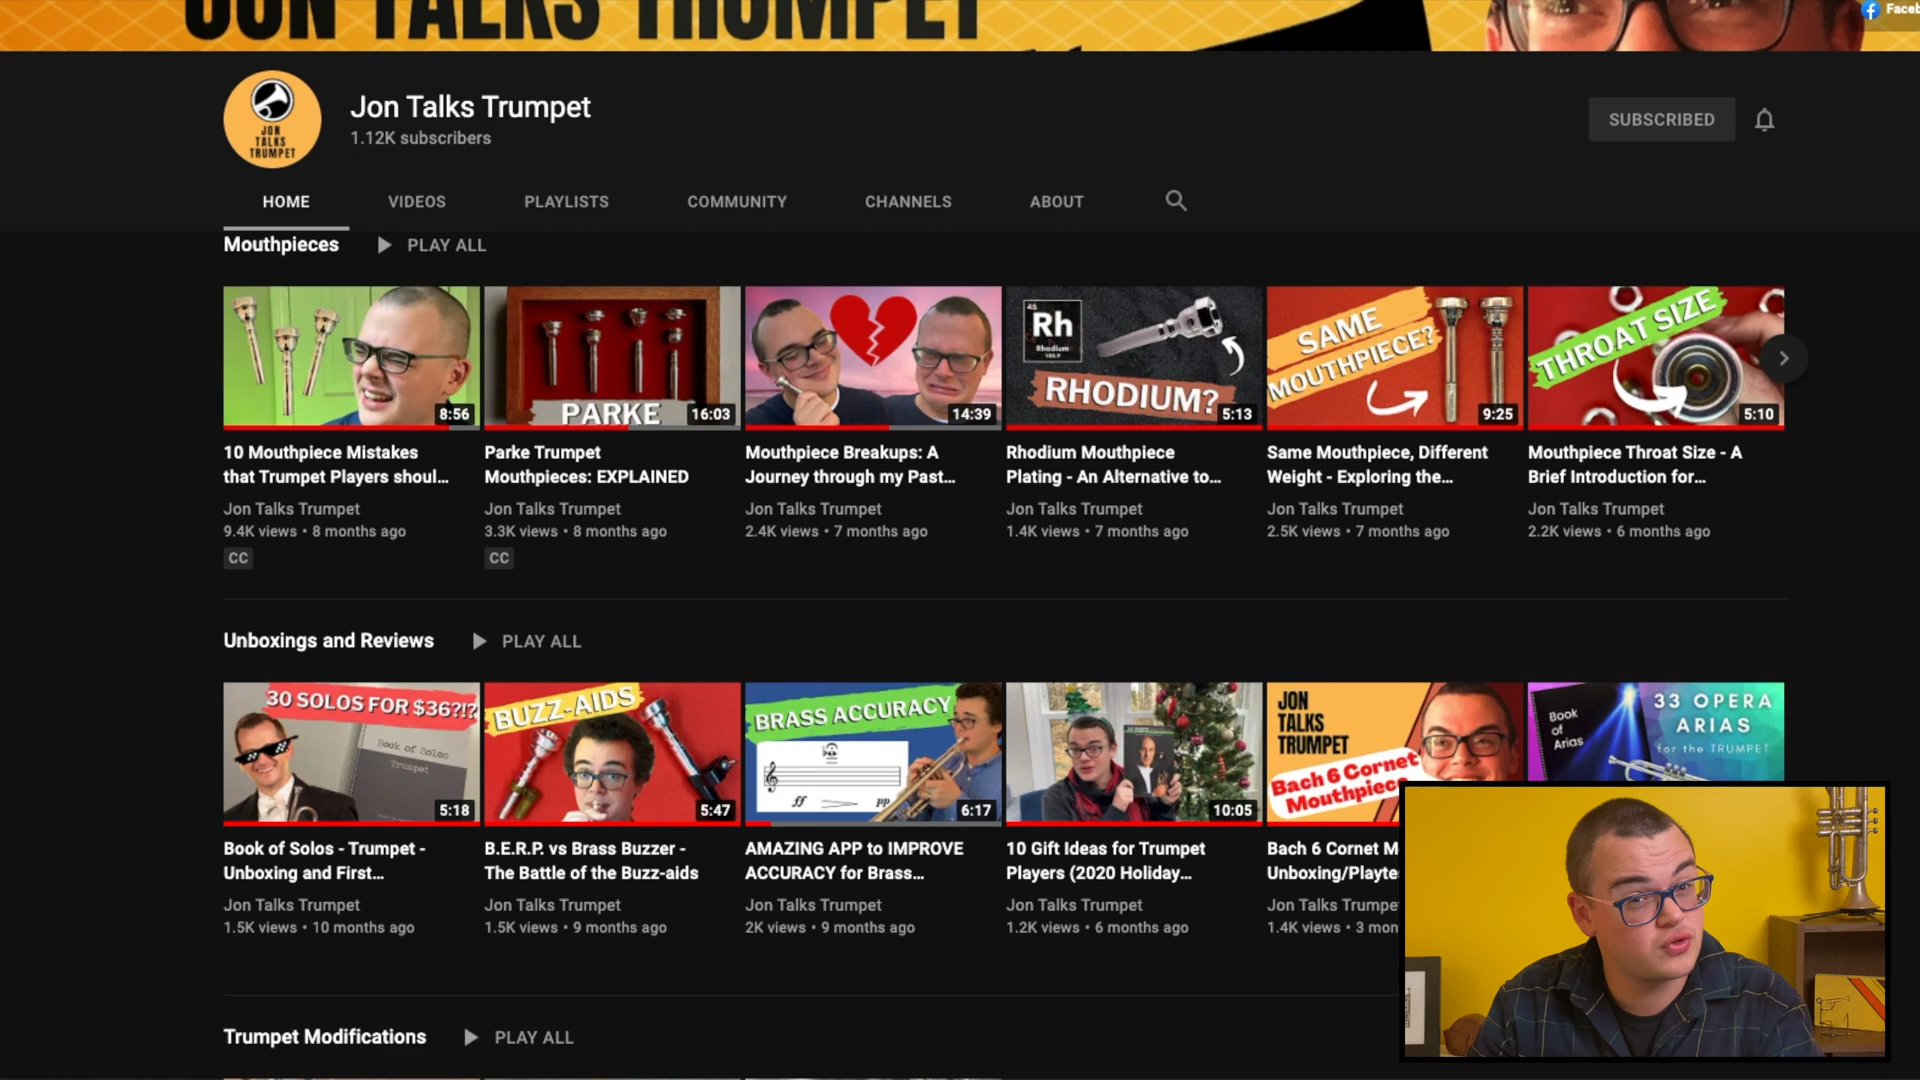 JON TALKS TRUMPET
JON
TALKS
TRUMPET
Jon Talks Trumpet
1.12K subscribers
SUBSCRIBED
HOME
VIDEOS
PLAYLISTS
COMMUNITY
CHANNELS
ABOUT
Mouthpieces
PLAY ALL
8:56
PARKE
16:03
14:39
45
Rh
Rhodium
RHODIUM?
5:13
SAME
MOUTHPIECE?
9:25
THROAT SIZE
5:10
10 Mouthpiece Mistakes
that Trumpet Players shoul...
Jon Talks Trumpet
9.4K views • 8 months ago
CC
Parke Trumpet
Mouthpieces: EXPLAINED
Jon Talks Trumpet
3.3K views • 8 months ago
CC
Mouthpiece Breakups: A
Journey through my Past...
Jon Talks Trumpet
2.4K views • 7 months ago
Rhodium Mouthpiece
Plating - An Alternative to...
Jon Talks Trumpet
1.4K views • 7 months ago
Same Mouthpiece, Different
Weight - Exploring the...
Jon Talks Trumpet
2.5K views • 7 months ago
Mouthpiece Throat Size - A
Brief Introduction for...
Jon Talks Trumpet
2.2K views • 6 months ago
Unboxings and Reviews
PLAY ALL
30 SOLOS FOR $36?!?
Book of Solos
Trumpet
5:18
BUZZ-AIDS
5:47
BRASS ACCURACY
ff
pp
6:17
10:05
JON
TALKS
TRUMPET
Bach 6 Cornet
Book
of
Arias
33 OPERA
ARIAS
for the TRUMPET
Book of Solos - Trumpet -
Unboxing and First...
Jon Talks Trumpet
1.5K views • 10 months ago
B.E.R.P. vs Brass Buzzer -
The Battle of the Buzz-aids
Jon Talks Trumpet
1.5K views • 9 months ago
AMAZING APP to IMPROVE
ACCURACY for Brass...
Jon Talks Trumpet
2K views • 9 months ago
10 Gift Ideas for Trumpet
Players (2020 Holiday...
Jon Talks Trumpet
1.2K views • 6 months ago
Bach 6 Cornet M
Unboxing/Playte
Jon Talks Trumpe
1.4K views • 3 mon
Trumpet Modifications
PLAY ALL